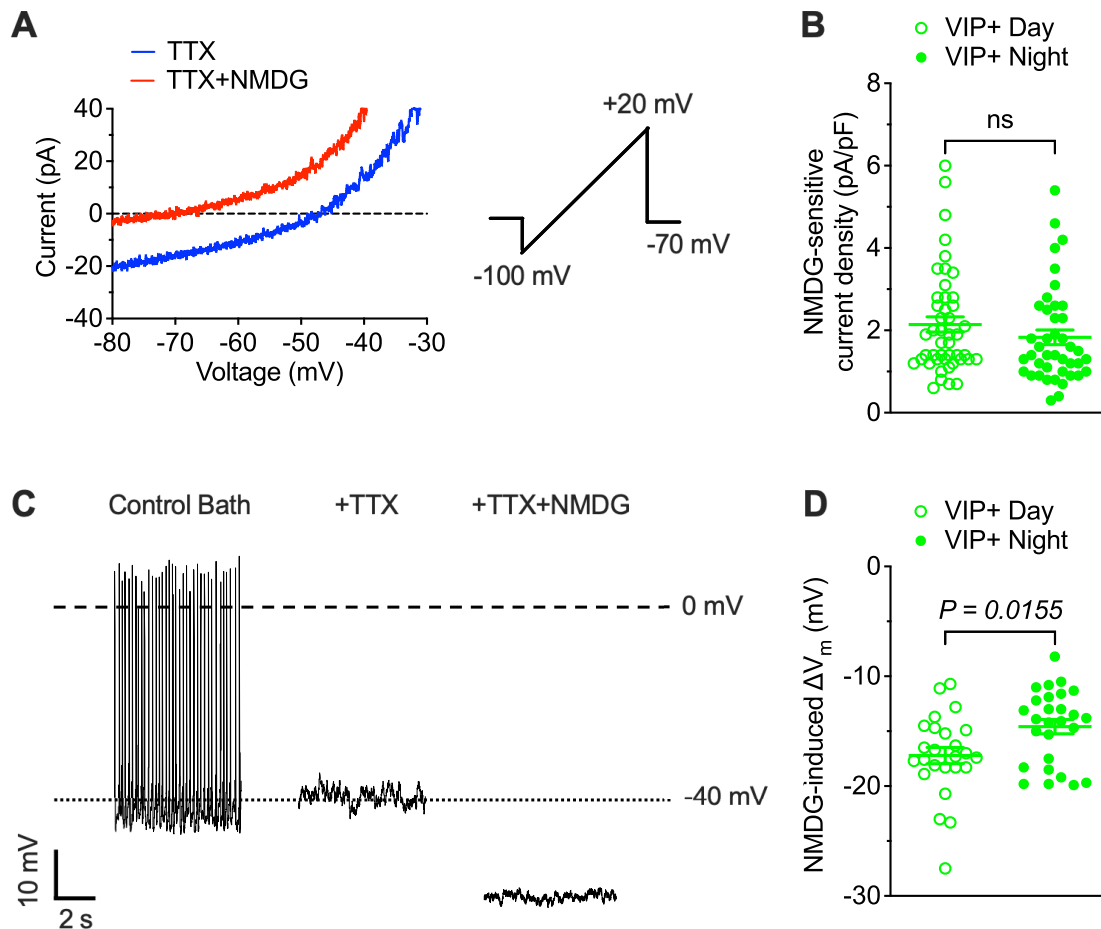 A
TTX
TTX+NMDG
40
20
0
-20
-40
Current (pA)
-80
-70
-60
-50
-40
-30
Voltage (mV)
+20 mV
-100 mV
-70 mV
B
VIP+ Day
VIP+ Night
ns
8
6
4
2
0
NMDG-sensitive
current density (pA/pF)
C
Control Bath
+TTX
+TTX+NMDG
0 mV
-40 mV
10 mV
2 s
D
VIP+ Day
VIP+ Night
P = 0.0155
0
-10
-20
-30
NMDG-induced ΔVm (mV)